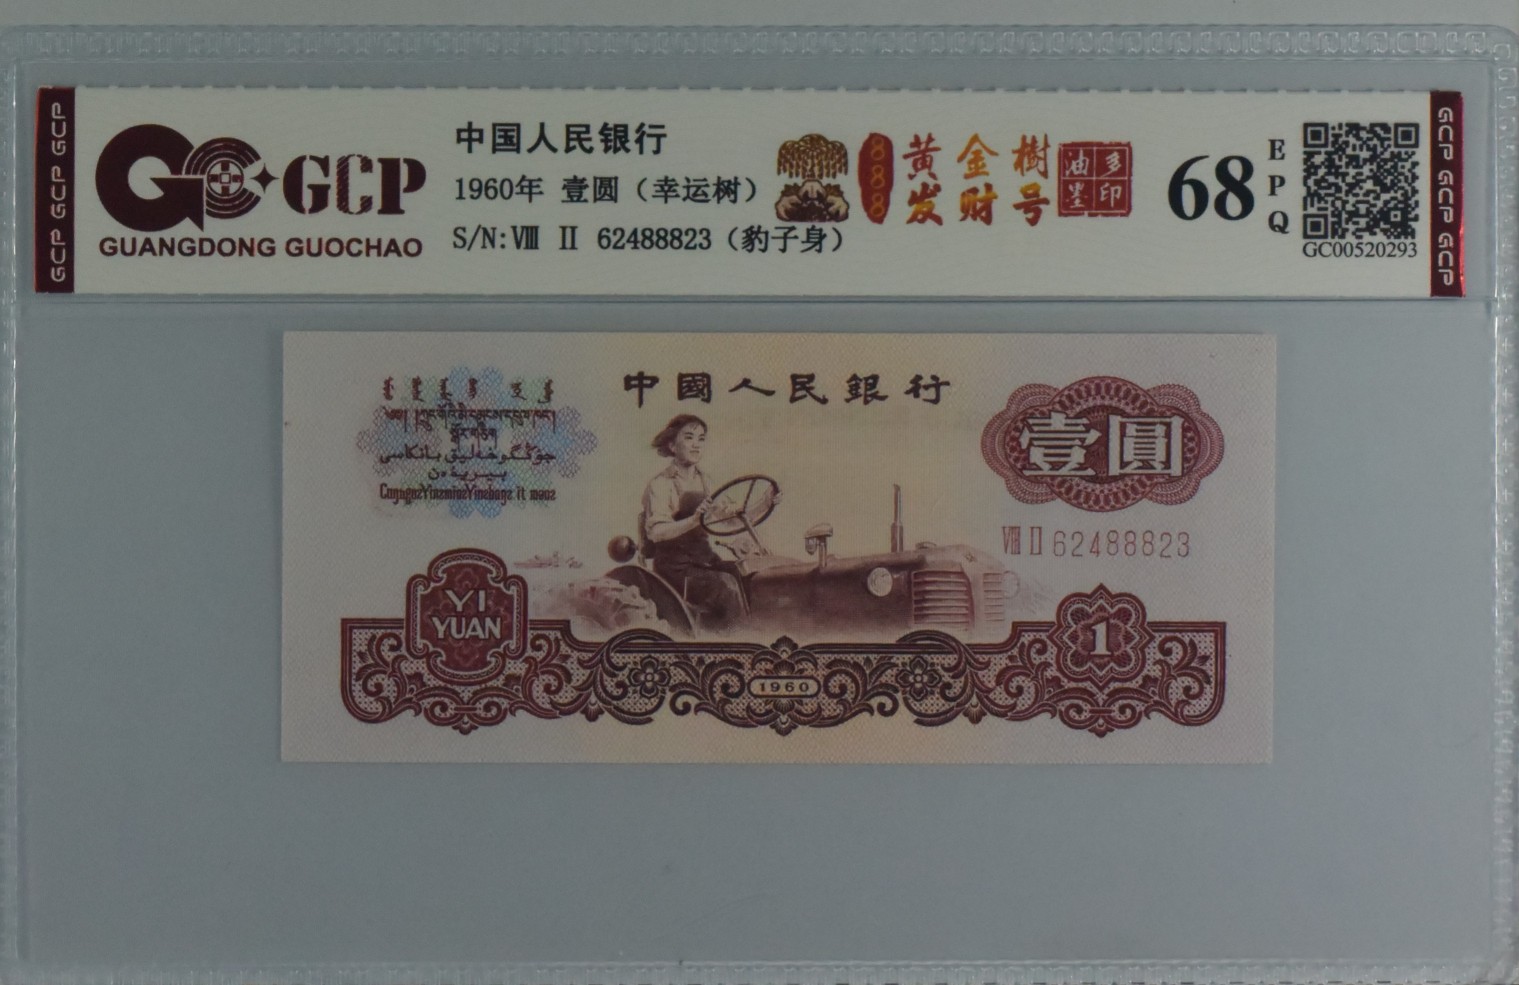 GCP GCP GCP
GCP
GUANGDONG GUOCHAO
中国人民银行
1960年 壹圆（幸运树）
S/N:Ⅷ Ⅱ 62488823（豹子身）
888
黄金樹
发财号
多印
油墨
68
EPQ
GC00520293
GCP GCP GCP
中國人民銀行
壹圓
Ⅷ Ⅱ 62488823
YI
YUAN
1960
1